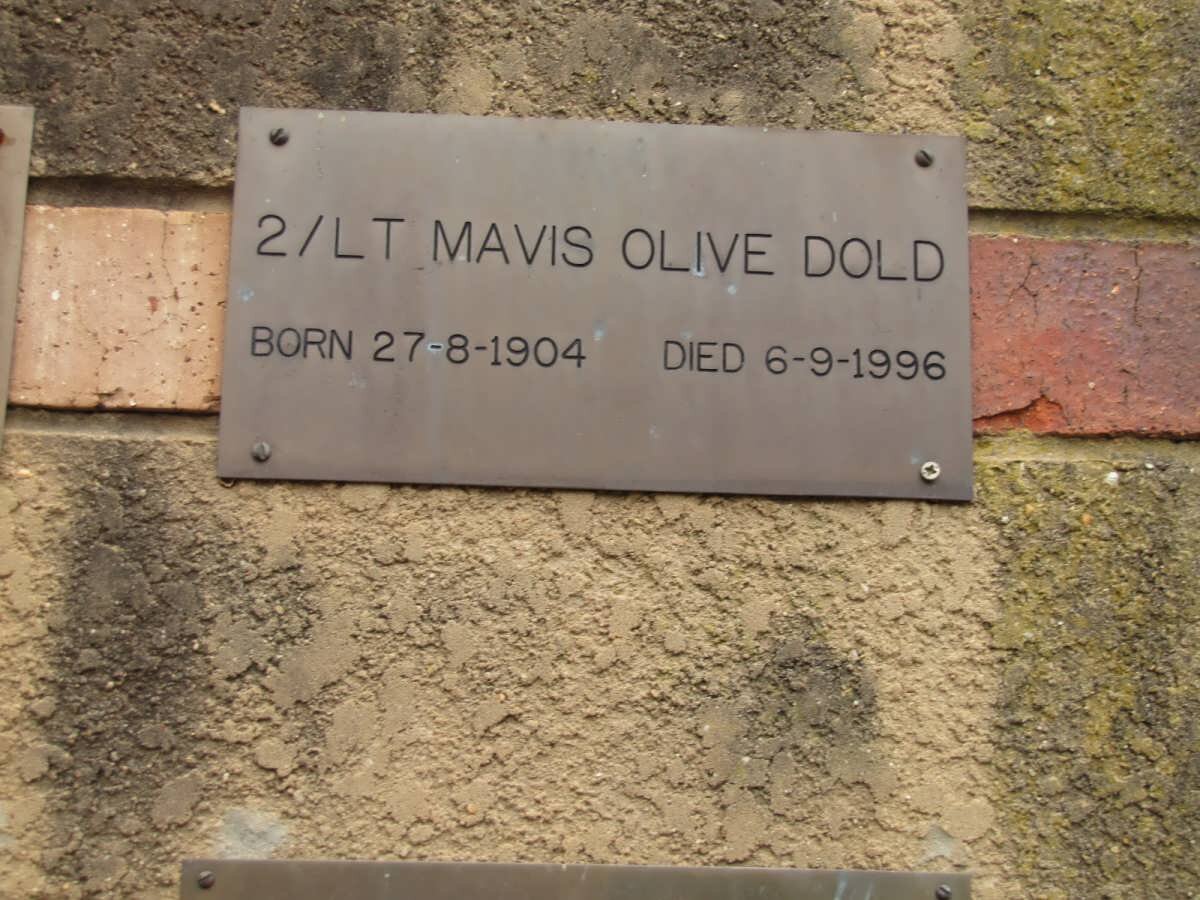 2/LT MAVIS OLIVE DOLD
BORN 27-8-1904 DIED 6-9-1996